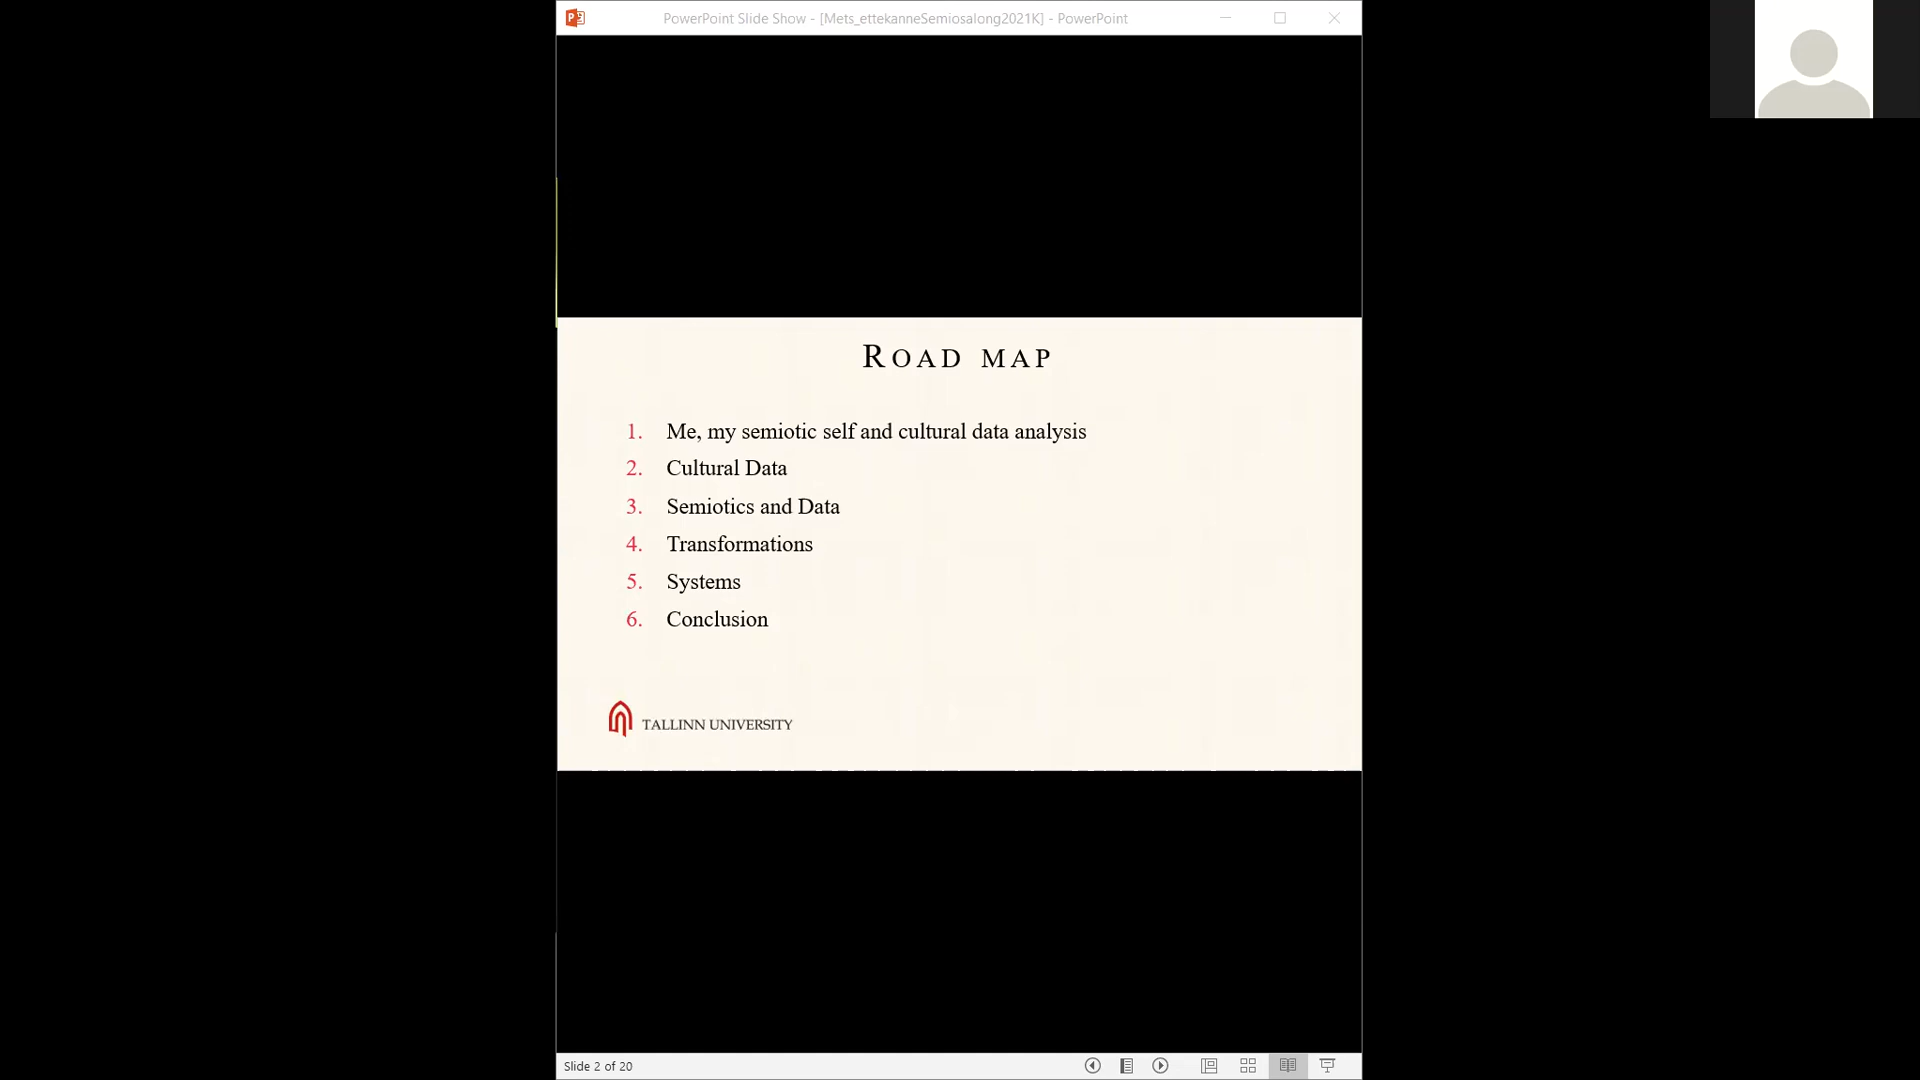 PowerPoint Slide Show - [Mets_ettekanneSemiosalong2021K] - PowerPoint
ROAD MAP
1. Me, my semiotic self and cultural data analysis
2. Cultural Data
3. Semiotics and Data
4. Transformations
5. Systems
6. Conclusion
TALLINN UNIVERSITY
Slide 2 of 20